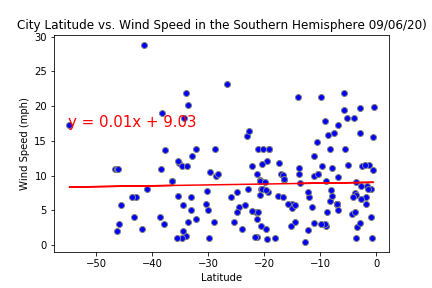 City Latitude vs. Wind Speed in the Southern Hemisphere 09/06/20)
30
25
20
15
10
5
0
Wind Speed (mph)
y = 0.01x + 9.03
−50 −40 −30 −20 −10 0
Latitude